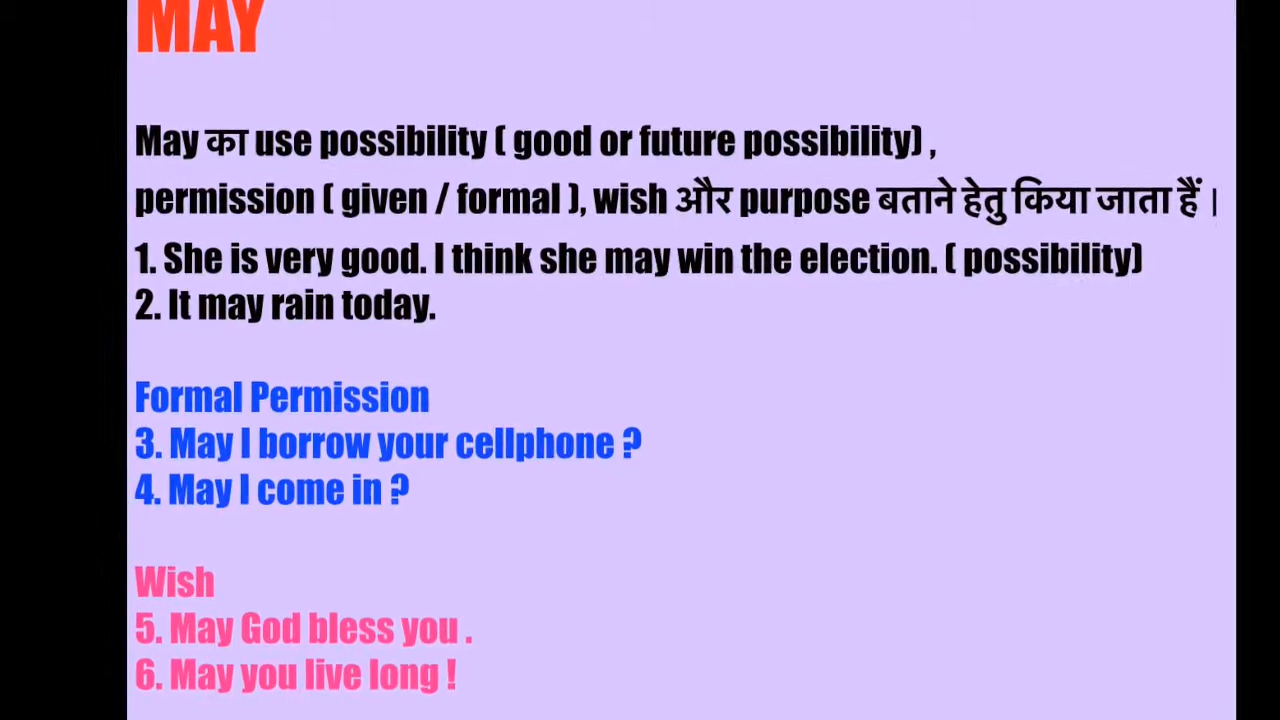 MAY
May का use possibility ( good or future possibility) ,
permission ( given / formal ), wish और purpose बताने हेतु किया जाता हैं |
1. She is very good. I think she may win the election. ( possibility)
2. It may rain today.
Formal Permission
3. May I borrow your cellphone ?
4. May I come in ?
Wish
5. May God bless you .
6. May you live long !